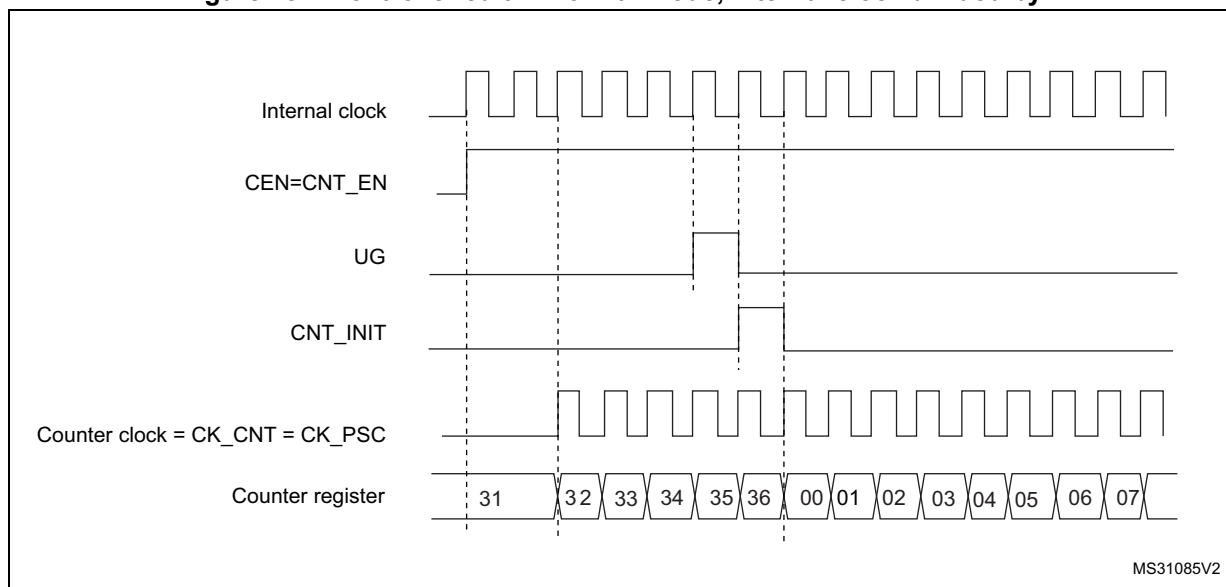 Internal clock
CEN=CNT_EN
UG
CNT_INIT
Counter clock = CK_CNT = CK_PSC
Counter register 31 32 33 34 35 36 00 01 02 03 04 05 06 07
MS31085V2